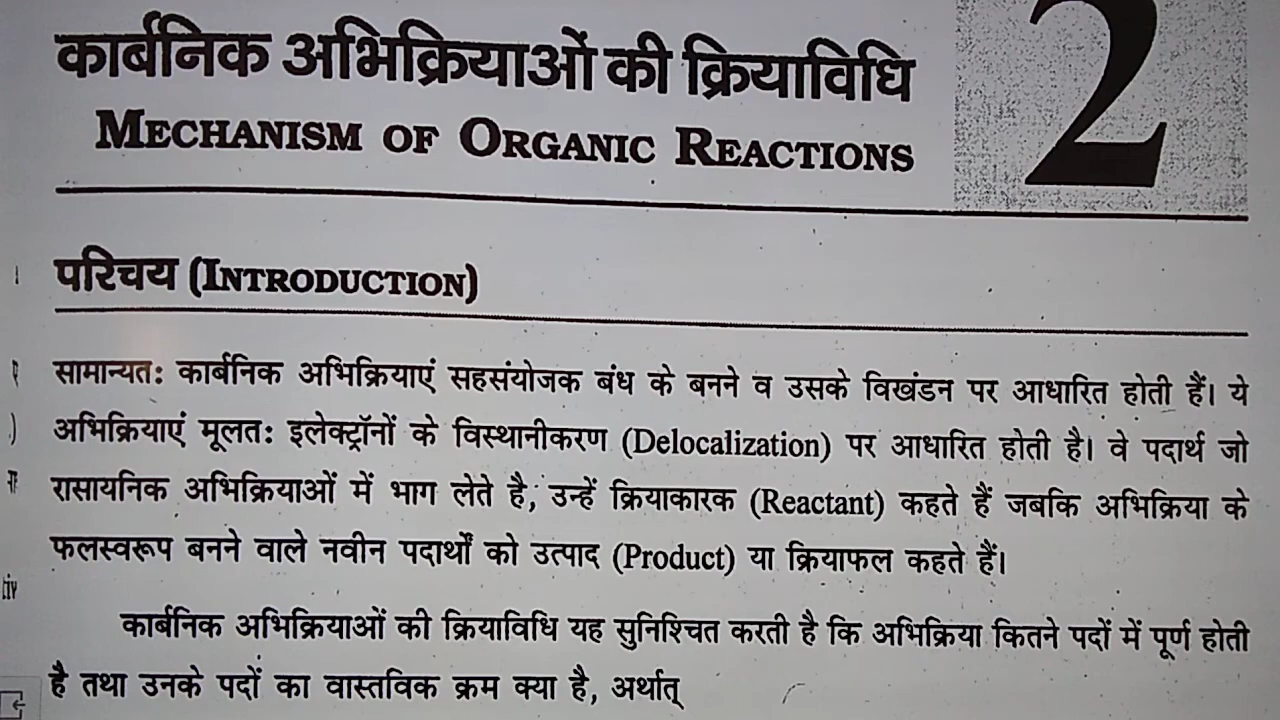 कार्बनिक अभिक्रियाओं की क्रियाविधि
2
MECHANISM OF ORGANIC REACTIONS
परिचय (INTRODUCTION)
सामान्यत: कार्बनिक अभिक्रियाएं सहसंयोजक बंध के बनने व उसके विखंडन पर आधारित होती हैं। ये
अभिक्रियाएं मूलत: इलेक्ट्रॉनों के विस्थानीकरण (Delocalization) पर आधारित होती है। वे पदार्थ जो
रासायनिक अभिक्रियाओं में भाग लेते है, उन्हें क्रियाकारक (Reactant) कहते हैं जबकि अभिक्रिया के
फलस्वरूप बनने वाले नवीन पदार्थों को उत्पाद (Product) या क्रियाफल कहते हैं।
कार्बनिक अभिक्रियाओं की क्रियाविधि यह सुनिश्चित करती है कि अभिक्रिया कितने पदों में पूर्ण होती
है तथा उनके पदों का वास्तविक क्रम क्या है, अर्थात्